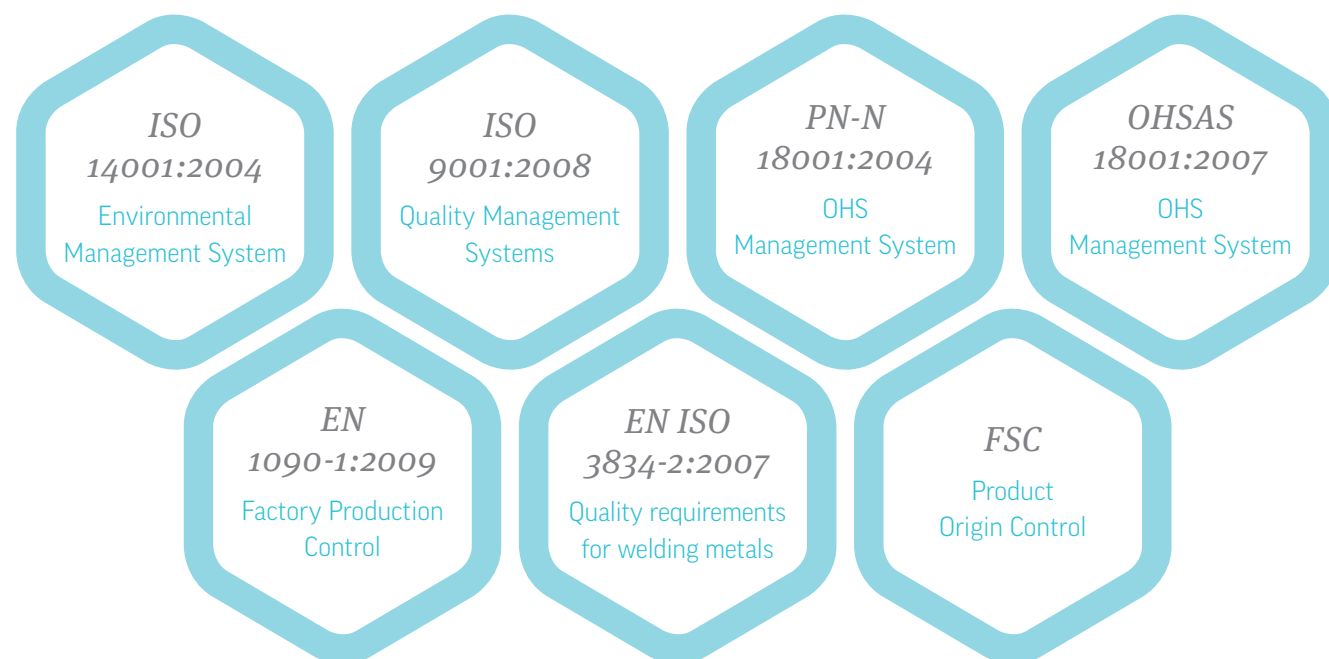 ISO
14001:2004
Environmental
Management System
ISO
9001:2008
Quality Management
Systems
PN-N
18001:2004
OHS
Management System
OHSAS
18001:2007
OHS
Management System
EN
1090-1:2009
Factory Production
Control
EN ISO
3834-2:2007
Quality requirements
for welding metals
FSC
Product
Origin Control